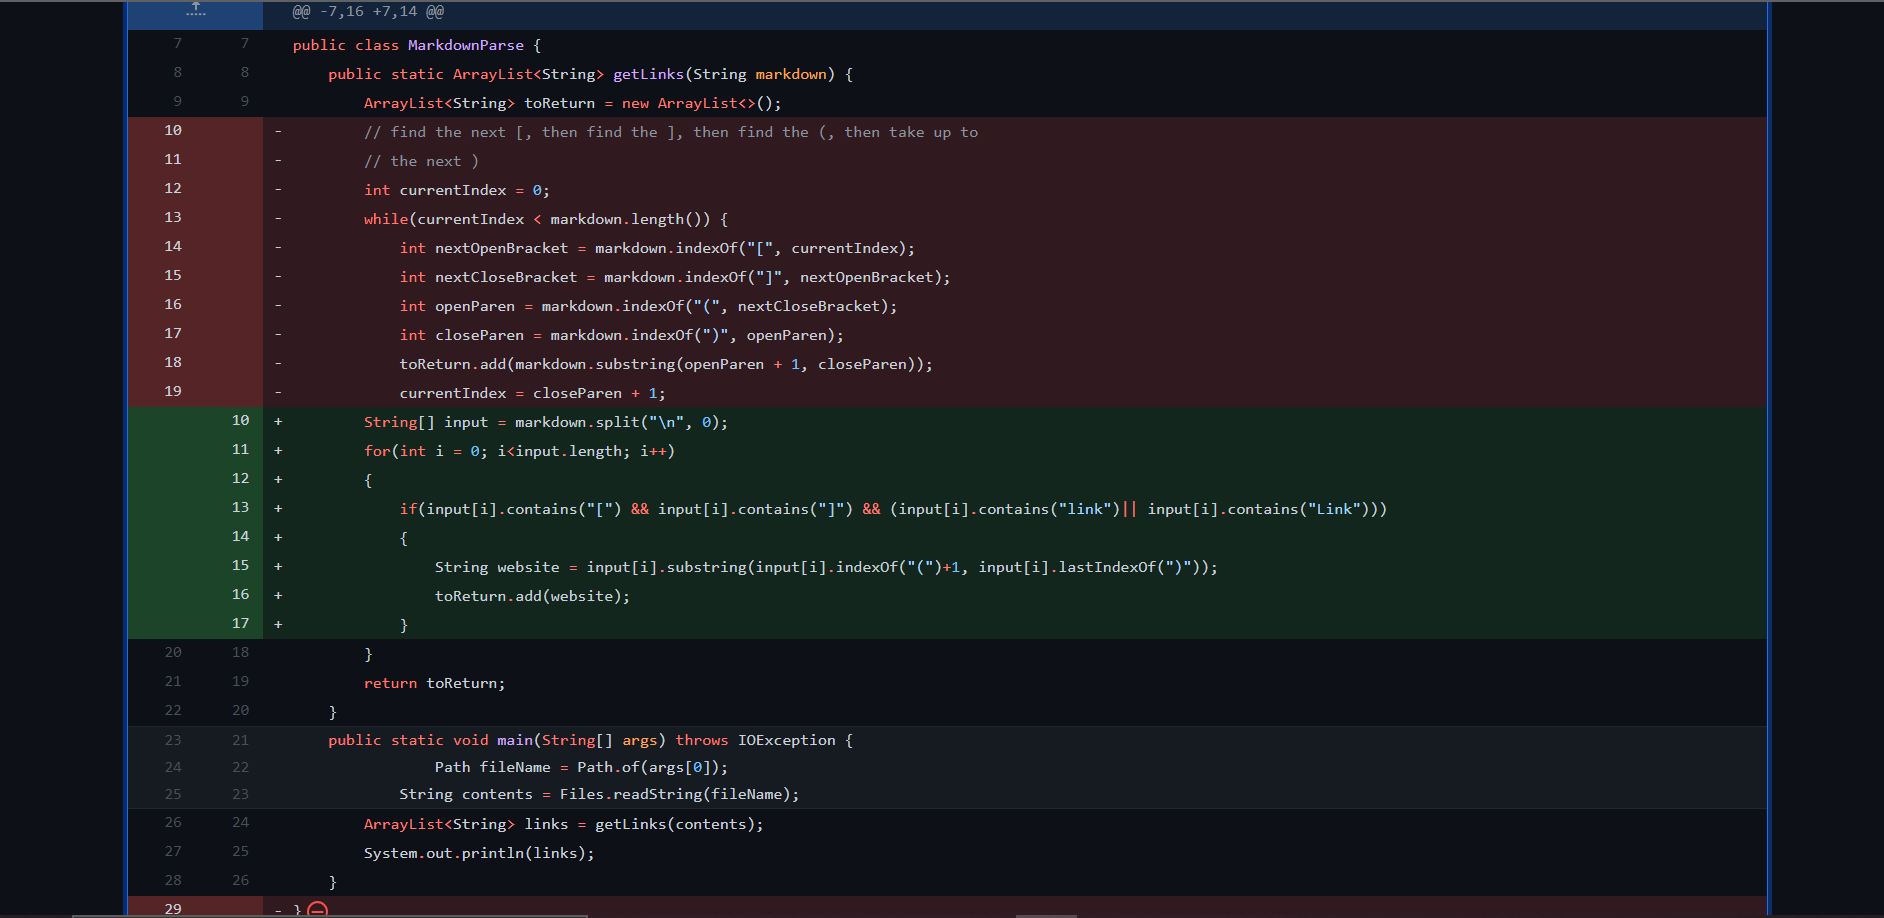 @@ -7,16 +7,14 @@
7 7 public class MarkdownParse {
8 8 public static ArrayList<String> getLinks(String markdown) {
9 9 ArrayList<String> toReturn = new ArrayList<>();
10 - // find the next [, then find the ], then find the (, then take up to
11 - // the next )
12 - int currentIndex = 0;
13 - while(currentIndex < markdown.length()) {
14 - int nextOpenBracket = markdown.indexOf("[", currentIndex);
15 - int nextCloseBracket = markdown.indexOf("]", nextOpenBracket);
16 - int openParen = markdown.indexOf("(", nextCloseBracket);
17 - int closeParen = markdown.indexOf(")", openParen);
18 - toReturn.add(markdown.substring(openParen + 1, closeParen));
19 - currentIndex = closeParen + 1;
10 + String[] input = markdown.split("\n", 0);
11 + for(int i = 0; i<input.length; i++)
12 + {
13 + if(input[i].contains("[") && input[i].contains("]") && (input[i].contains("link")|| input[i].contains("Link")))
14 + {
15 + String website = input[i].substring(input[i].indexOf("(")+1, input[i].lastIndexOf(")"));
16 + toReturn.add(website);
17 + }
20 18 }
21 19 return toReturn;
22 20 }
23 21 public static void main(String[] args) throws IOException {
24 22 Path fileName = Path.of(args[0]);
25 23 String contents = Files.readString(fileName);
26 24 ArrayList<String> links = getLinks(contents);
27 25 System.out.println(links);
28 26 }
29 - }